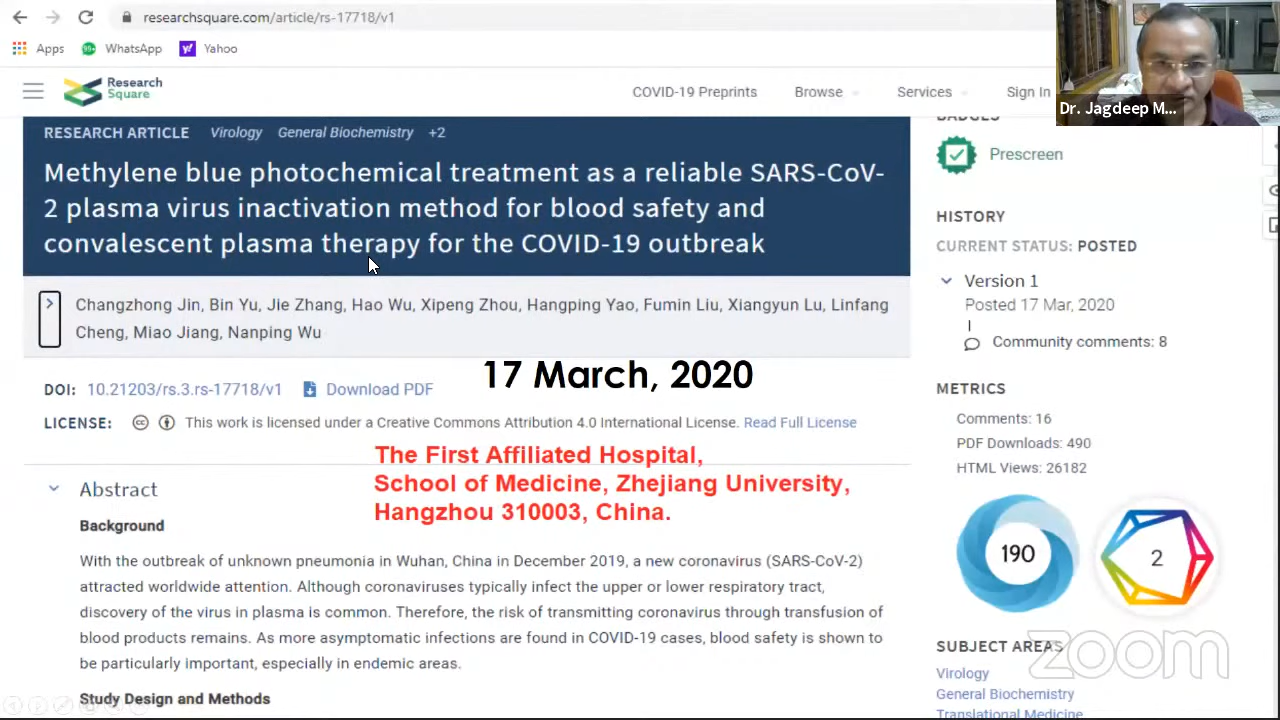 researchsquare.com/article/rs-17718/v1
Apps
99+
WhatsApp
Yahoo
Research
Square
COVID-19 Preprints
Browse
Services
Sign In
Dr. Jagdeep M...
RESEARCH ARTICLE Virology General Biochemistry +2
Methylene blue photochemical treatment as a reliable SARS-CoV-
2 plasma virus inactivation method for blood safety and
convalescent plasma therapy for the COVID-19 outbreak
Changzhong Jin, Bin Yu, Jie Zhang, Hao Wu, Xipeng Zhou, Hangping Yao, Fumin Liu, Xiangyun Lu, Linfang
Cheng, Miao Jiang, Nanping Wu
17 March, 2020
DOI: 10.21203/rs.3.rs-17718/v1 Download PDF
LICENSE: This work is licensed under a Creative Commons Attribution 4.0 International License. Read Full License
The First Affiliated Hospital,
School of Medicine, Zhejiang University,
Hangzhou 310003, China.
Abstract
Background
With the outbreak of unknown pneumonia in Wuhan, China in December 2019, a new coronavirus (SARS-CoV-2)
attracted worldwide attention. Although coronaviruses typically infect the upper or lower respiratory tract,
discovery of the virus in plasma is common. Therefore, the risk of transmitting coronavirus through transfusion of
blood products remains. As more asymptomatic infections are found in COVID-19 cases, blood safety is shown to
be particularly important, especially in endemic areas.
Study Design and Methods
BADGES
Prescreen
HISTORY
CURRENT STATUS: POSTED
Version 1
Posted 17 Mar, 2020
Community comments: 8
METRICS
Comments: 16
PDF Downloads: 490
HTML Views: 26182
190
2
SUBJECT AREAS
zoom
Virology
General Biochemistry
Translational Medicine